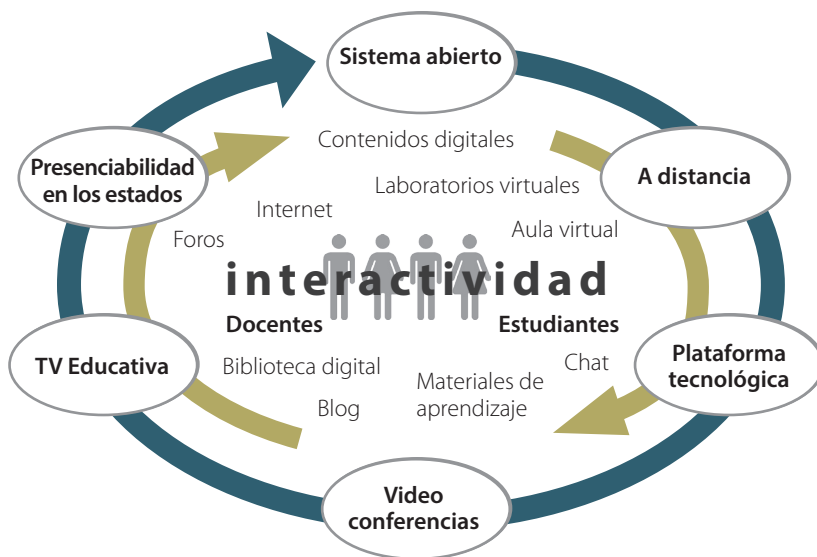 Sistema abierto
Contenidos digitales
Presenciabilidad
en los estados
Laboratorios virtuales
A distancia
Internet
Aula virtual
Foros
interactividad
Docentes
Estudiantes
TV Educativa
Biblioteca digital
Chat
Plataforma
tecnológica
Materiales de
aprendizaje
Blog
Video
conferencias